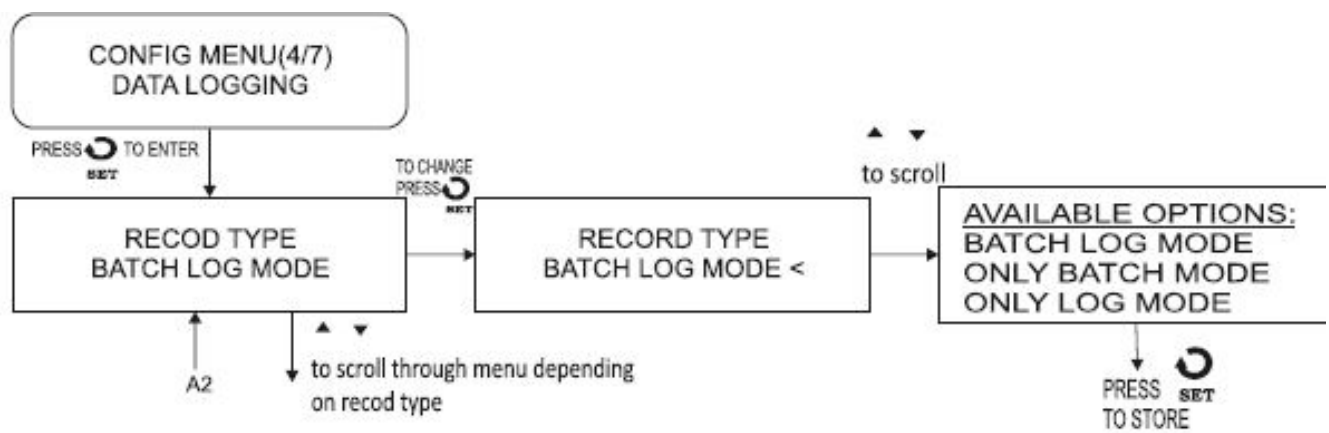 CONFIG MENU(4/7)
DATA LOGGING
PRESS TO ENTER
SET
RECOD TYPE
BATCH LOG MODE
TO CHANGE
PRESS
SET
RECORD TYPE
BATCH LOG MODE <
▲ ▼
to scroll
AVAILABLE OPTIONS:
BATCH LOG MODE
ONLY BATCH MODE
ONLY LOG MODE
A2
▲ ▼
to scroll through menu depending
on recod type
PRESS SET
TO STORE